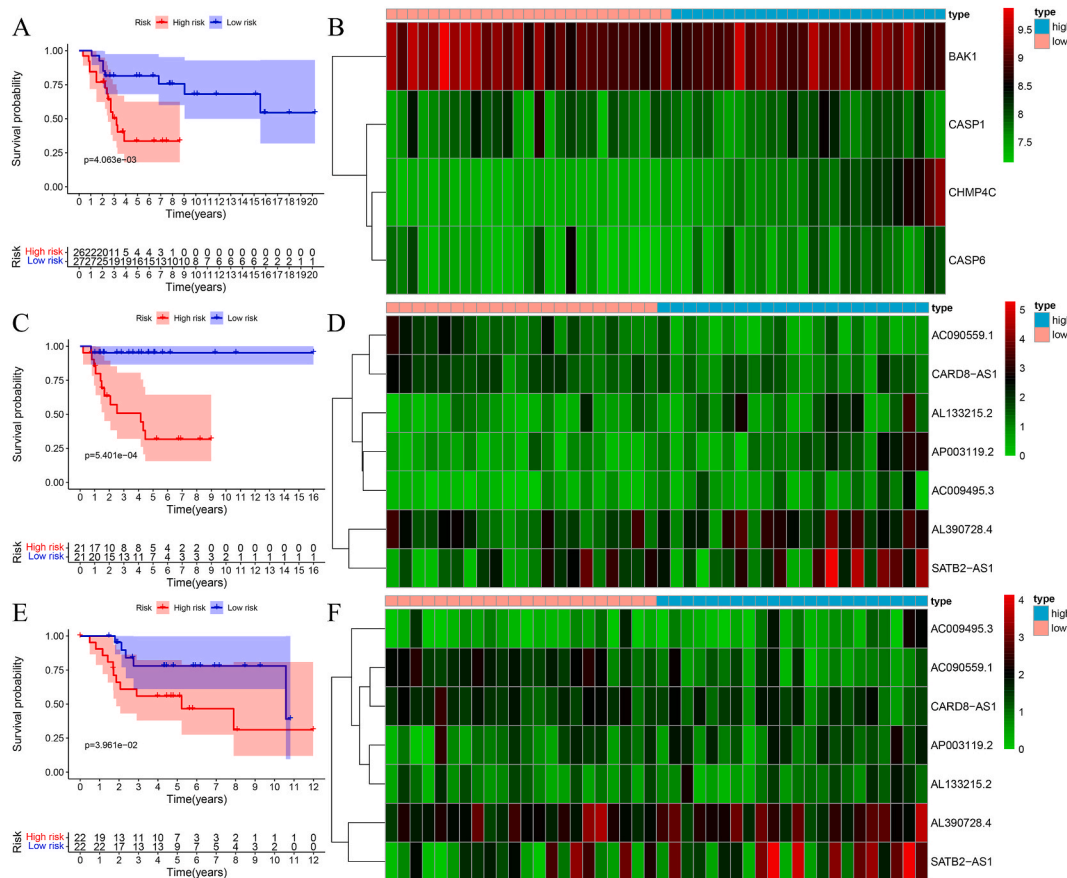 A
Risk High risk Low risk
Survival probability
1.00
0.75
0.50
0.25
0.00
p=4.063e−03
0 1 2 3 4 5 6 7 8 9 10 11 12 13 14 15 16 17 18 19 20
Time(years)
Risk
High risk 26 22 20 11 5 4 4 3 1 0 0 0 0 0 0 0 0 0 0 0 0
Low risk 27 27 25 19 19 16 15 13 10 10 8 7 6 6 6 6 2 2 2 1 1
0 1 2 3 4 5 6 7 8 9 10 11 12 13 14 15 16 17 18 19 20
Time(years)
B
type
BAK1
CASP1
CHMP4C
CASP6
9.5
9
8.5
8
7.5
type
high
low
C
Risk High risk Low risk
Survival probability
1.00
0.75
0.50
0.25
0.00
p=5.401e−04
0 1 2 3 4 5 6 7 8 9 10 11 12 13 14 15 16
Time(years)
Risk
High risk 21 17 10 8 8 5 4 2 2 0 0 0 0 0 0 0 0
Low risk 21 20 15 13 11 7 4 3 3 3 2 1 1 1 1 1 1
0 1 2 3 4 5 6 7 8 9 10 11 12 13 14 15 16
Time(years)
D
type
AC090559.1
CARD8−AS1
AL133215.2
AP003119.2
AC009495.3
AL390728.4
SATB2−AS1
5
4
3
2
1
0
type
high
low
E
Risk High risk Low risk
Survival probability
1.00
0.75
0.50
0.25
0.00
p=3.961e−02
0 1 2 3 4 5 6 7 8 9 10 11 12
Time(years)
Risk
High risk 22 19 13 11 10 7 3 3 2 1 1 1 0
Low risk 22 22 17 13 13 9 7 5 4 3 2 0 0
0 1 2 3 4 5 6 7 8 9 10 11 12
Time(years)
F
type
AC009495.3
AC090559.1
CARD8−AS1
AP003119.2
AL133215.2
AL390728.4
SATB2−AS1
4
3
2
1
0
type
high
low